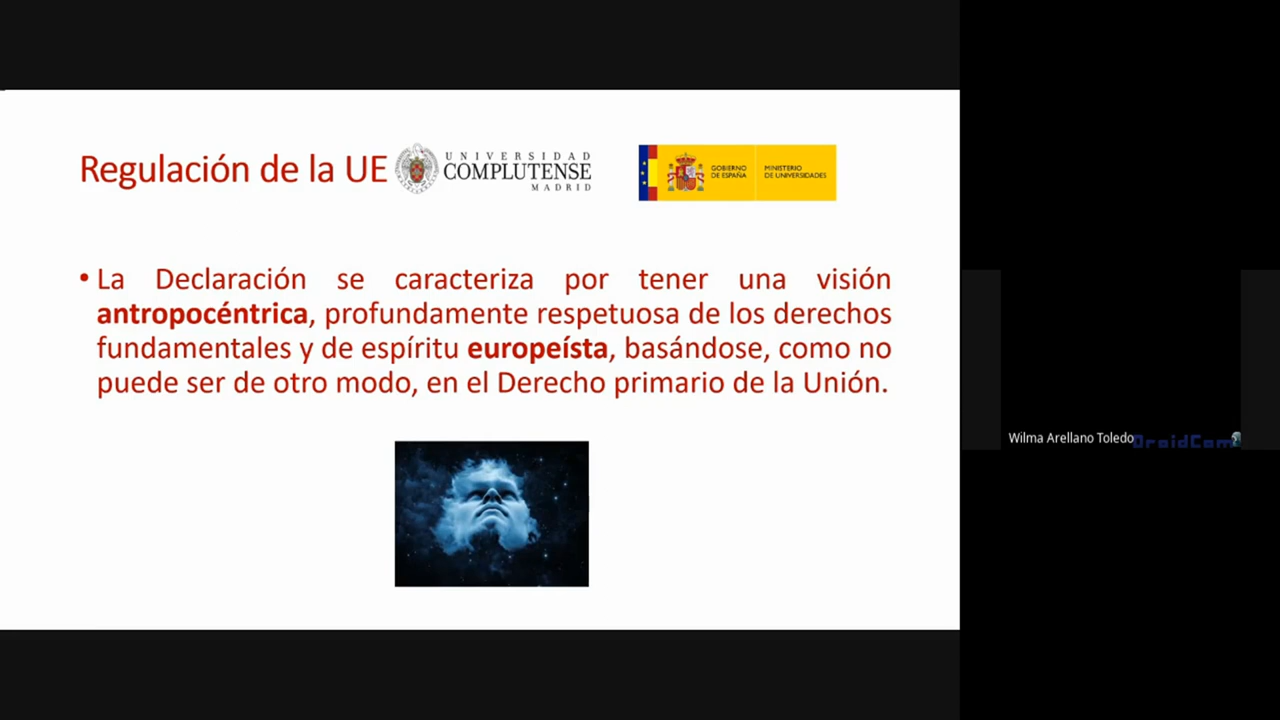 Regulación de la UE
UNIVERSIDAD
COMPLUTENSE
MADRID
GOBIERNO
DE ESPAÑA
MINISTERIO
DE UNIVERSIDADES
• La Declaración se caracteriza por tener una visión
antropocéntrica, profundamente respetuosa de los derechos
fundamentales y de espíritu europeísta, basándose, como no
puede ser de otro modo, en el Derecho primario de la Unión.
Wilma Arellano Toledo
DroidCam